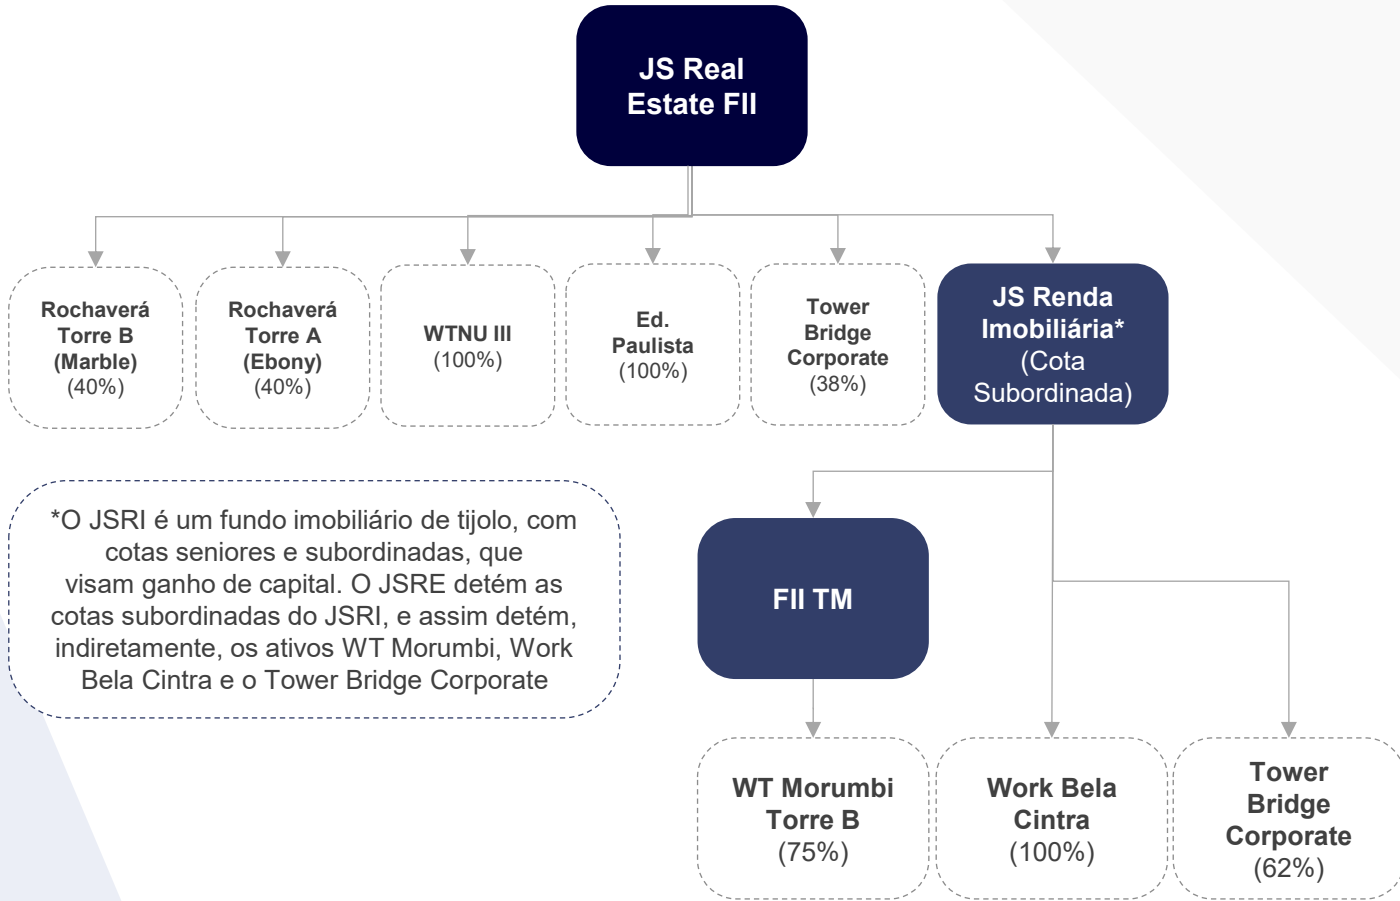 JS Real
Estate FII
Rochaverá
Torre B
(Marble)
(40%)
Rochaverá
Torre A
(Ebony)
(40%)
WTNU III
(100%)
Ed.
Paulista
(100%)
Tower
Bridge
Corporate
(38%)
JS Renda
Imobiliária*
(Cota
Subordinada)
*O JSRI é um fundo imobiliário de tijolo, com
cotas seniores e subordinadas, que
visam ganho de capital. O JSRE detém as
cotas subordinadas do JSRI, e assim detém,
indiretamente, os ativos WT Morumbi, Work
Bela Cintra e o Tower Bridge Corporate
FII TM
WT Morumbi
Torre B
(75%)
Work Bela
Cintra
(100%)
Tower
Bridge
Corporate
(62%)